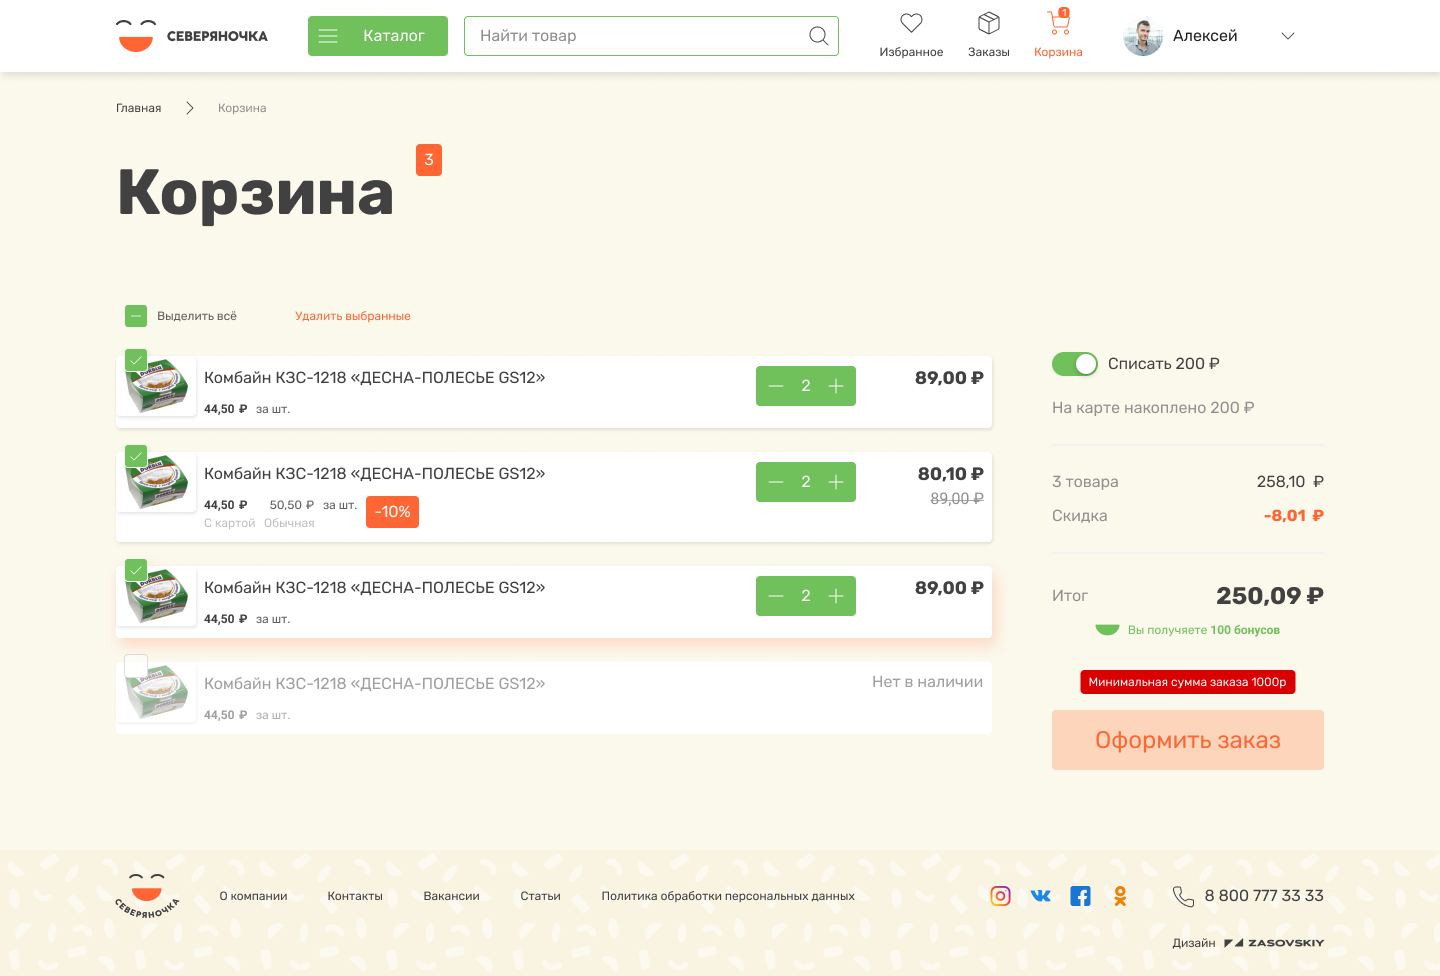 СЕВЕРЯНОЧКА
Каталог
Найти товар
Избранное
Заказы
1
Корзина
Алексей
Главная
Корзина
Корзина
3
Выделить всё
Удалить выбранные
Комбайн КЗС-1218 «ДЕСНА-ПОЛЕСЬЕ GS12»
44,50 ₽ за шт.
2
89,00 ₽
Комбайн КЗС-1218 «ДЕСНА-ПОЛЕСЬЕ GS12»
44,50 ₽ 50,50 ₽ за шт.
С картой Обычная
-10%
2
80,10 ₽
89,00 ₽
Комбайн КЗС-1218 «ДЕСНА-ПОЛЕСЬЕ GS12»
44,50 ₽ за шт.
2
89,00 ₽
Комбайн КЗС-1218 «ДЕСНА-ПОЛЕСЬЕ GS12»
44,50 ₽ за шт.
Нет в наличии
Списать 200 ₽
На карте накоплено 200 ₽
3 товара 258,10 ₽
Скидка -8,01 ₽
Итог 250,09 ₽
Вы получяете 100 бонусов
Минимальная сумма заказа 1000р
Оформить заказ
СЕВЕРЯНОЧКА
О компании
Контакты
Вакансии
Статьи
Политика обработки персональных данных
8 800 777 33 33
Дизайн ZASOVSKIY